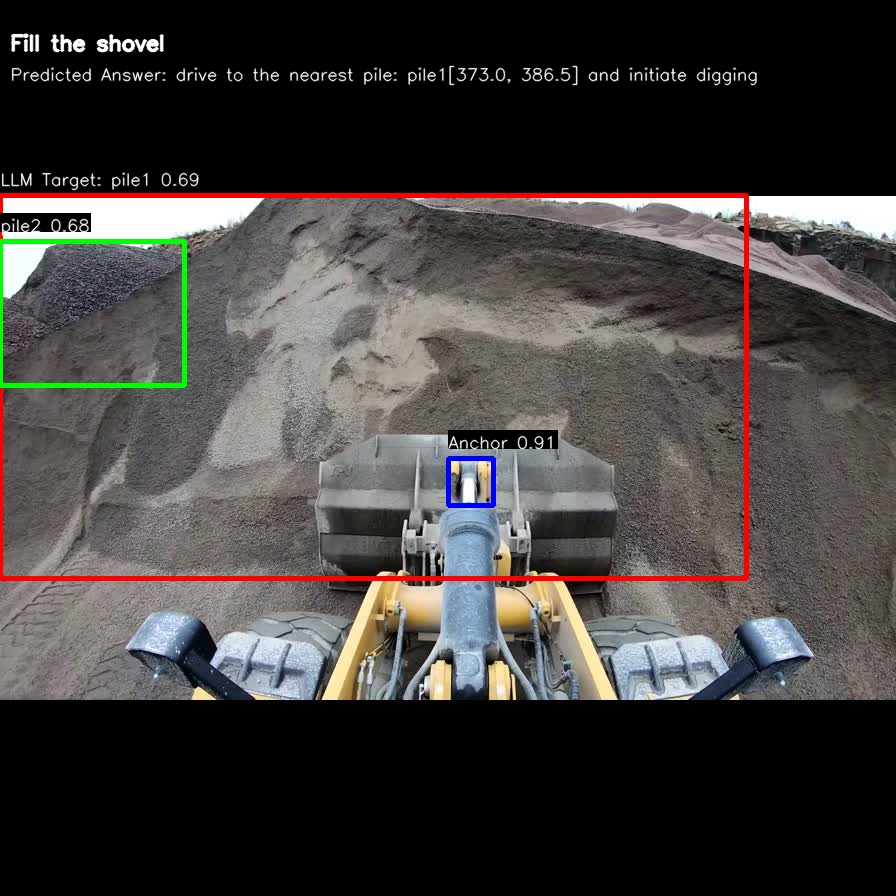 Fill the shovel
Predicted Answer: drive to the nearest pile: pile1[373.0, 386.5] and initiate digging
LLM Target: pile1 0.69
pile2 0.68
Anchor 0.91